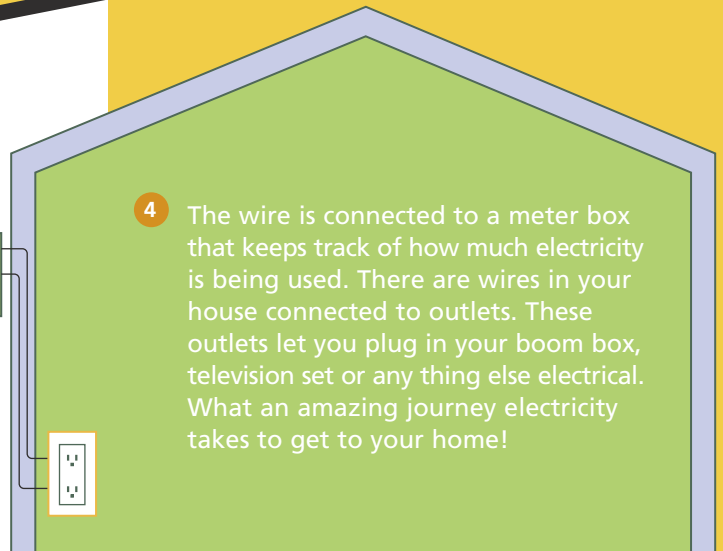 4
The wire is connected to a meter box
that keeps track of how much electricity
is being used. There are wires in your
house connected to outlets. These
outlets let you plug in your boom box,
television set or any thing else electrical.
What an amazing journey electricity
takes to get to your home!